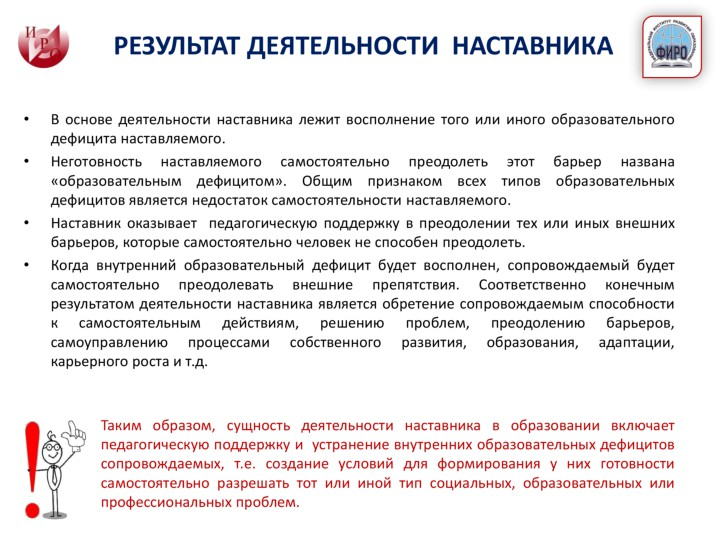 И Р О
РЕЗУЛЬТАТ ДЕЯТЕЛЬНОСТИ НАСТАВНИКА
ФИРО
• В основе деятельности наставника лежит восполнение того или иного образовательного
дефицита наставляемого.
• Неготовность наставляемого самостоятельно преодолеть этот барьер названа
«образовательным дефицитом». Общим признаком всех типов образовательных
дефицитов является недостаток самостоятельности наставляемого.
• Наставник оказывает педагогическую поддержку в преодолении тех или иных внешних
барьеров, которые самостоятельно человек не способен преодолеть.
• Когда внутренний образовательный дефицит будет восполнен, сопровождаемый будет
самостоятельно преодолевать внешние препятствия. Соответственно конечным
результатом деятельности наставника является обретение сопровождаемым способности
к самостоятельным действиям, решению проблем, преодолению барьеров,
самоуправлению процессами собственного развития, образования, адаптации,
карьерного роста и т.д.
Таким образом, сущность деятельности наставника в образовании включает
педагогическую поддержку и устранение внутренних образовательных дефицитов
сопровождаемых, т.е. создание условий для формирования у них готовности
самостоятельно разрешать тот или иной тип социальных, образовательных или
профессиональных проблем.